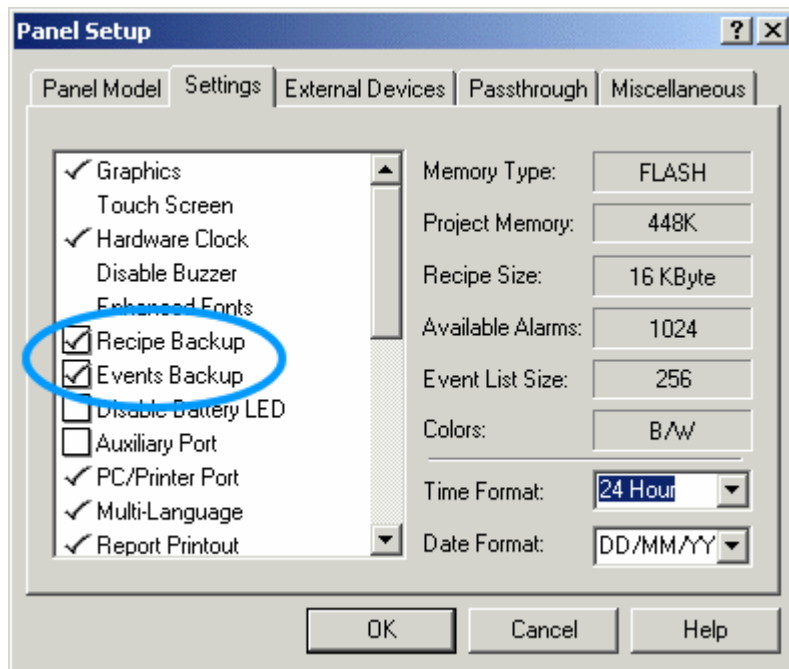 Panel Setup
Panel Model Settings External Devices Passthrough Miscellaneous
Graphics
Touch Screen
Hardware Clock
Disable Buzzer
Enhanced Fonts
Recipe Backup
Events Backup
Disable Battery LED
Auxiliary Port
PC/Printer Port
Multi-Language
Report Printout
Memory Type: FLASH
Project Memory: 448K
Recipe Size: 16 KByte
Available Alarms: 1024
Event List Size: 256
Colors: B/W
Time Format: 24 Hour
Date Format: DD/MM/YY
OK Cancel Help